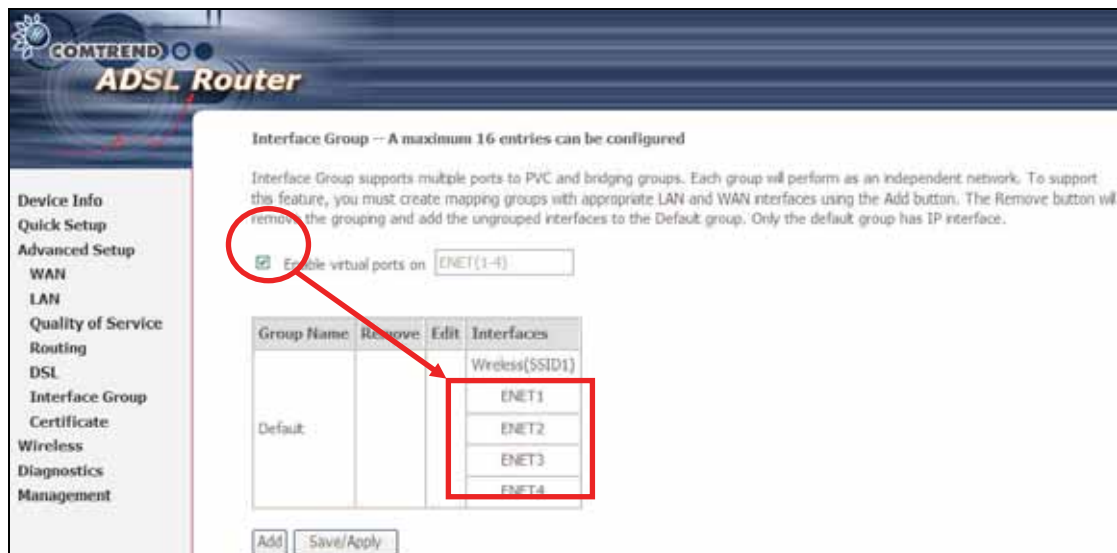 COMTREND
ADSL Router
Interface Group -- A maximum 16 entries can be configured
Interface Group supports multiple ports to PVC and bridging groups. Each group will perform as an independent network. To support
this feature, you must create mapping groups with appropriate LAN and WAN interfaces using the Add button. The Remove button will
remove the grouping and add the ungrouped interfaces to the Default group. Only the default group has IP interface.
Enable virtual ports on ENET(1-4)
Group Name Remove Edit Interfaces
Default
Wireless(SSID1)
ENET1
ENET2
ENET3
ENET4
Add Save/Apply
Device Info
Quick Setup
Advanced Setup
WAN
LAN
Quality of Service
Routing
DSL
Interface Group
Certificate
Wireless
Diagnostics
Management